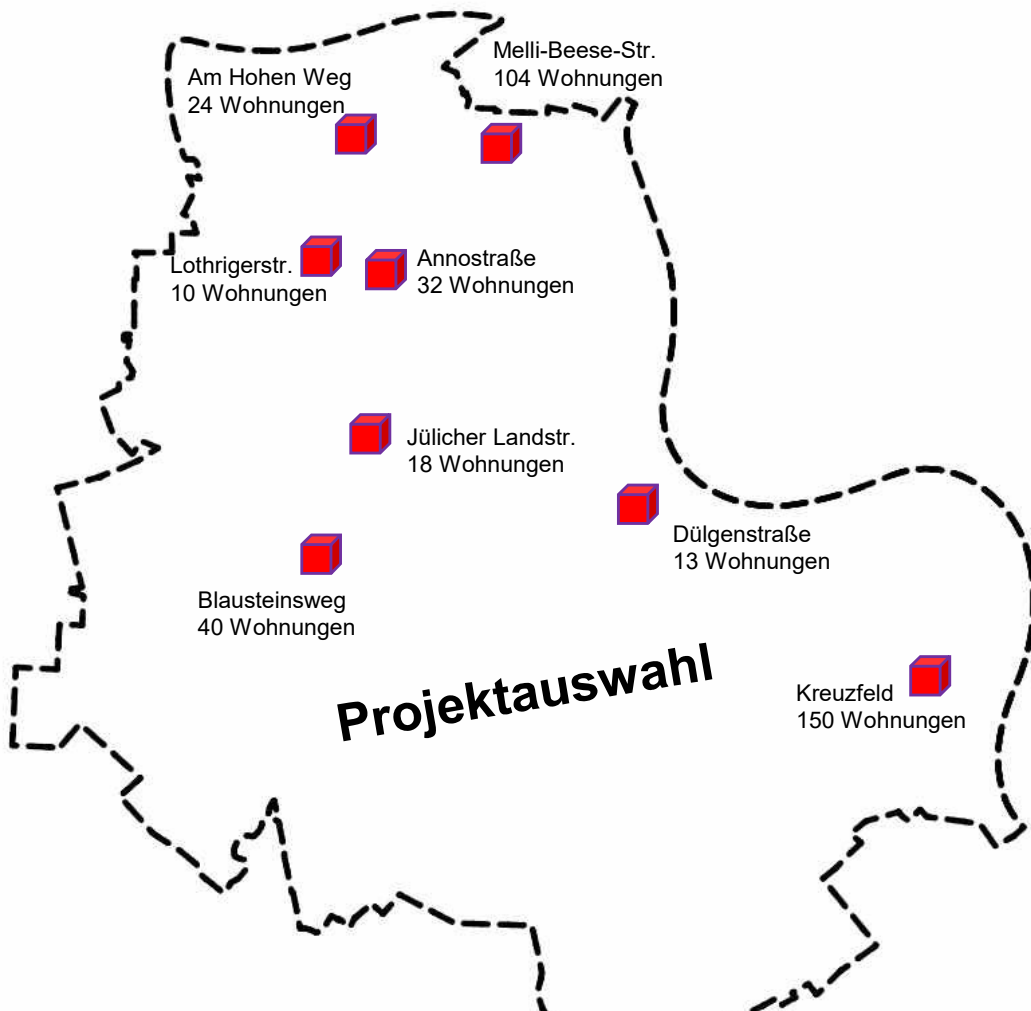 Melli-Beese-Str.
104 Wohnungen
Am Hohen Weg
24 Wohnungen
Lothrigerstr.
10 Wohnungen
Annostraße
32 Wohnungen
Jülicher Landstr.
18 Wohnungen
Dülgenstraße
13 Wohnungen
Blausteinsweg
40 Wohnungen
Projektauswahl
Kreuzfeld
150 Wohnungen